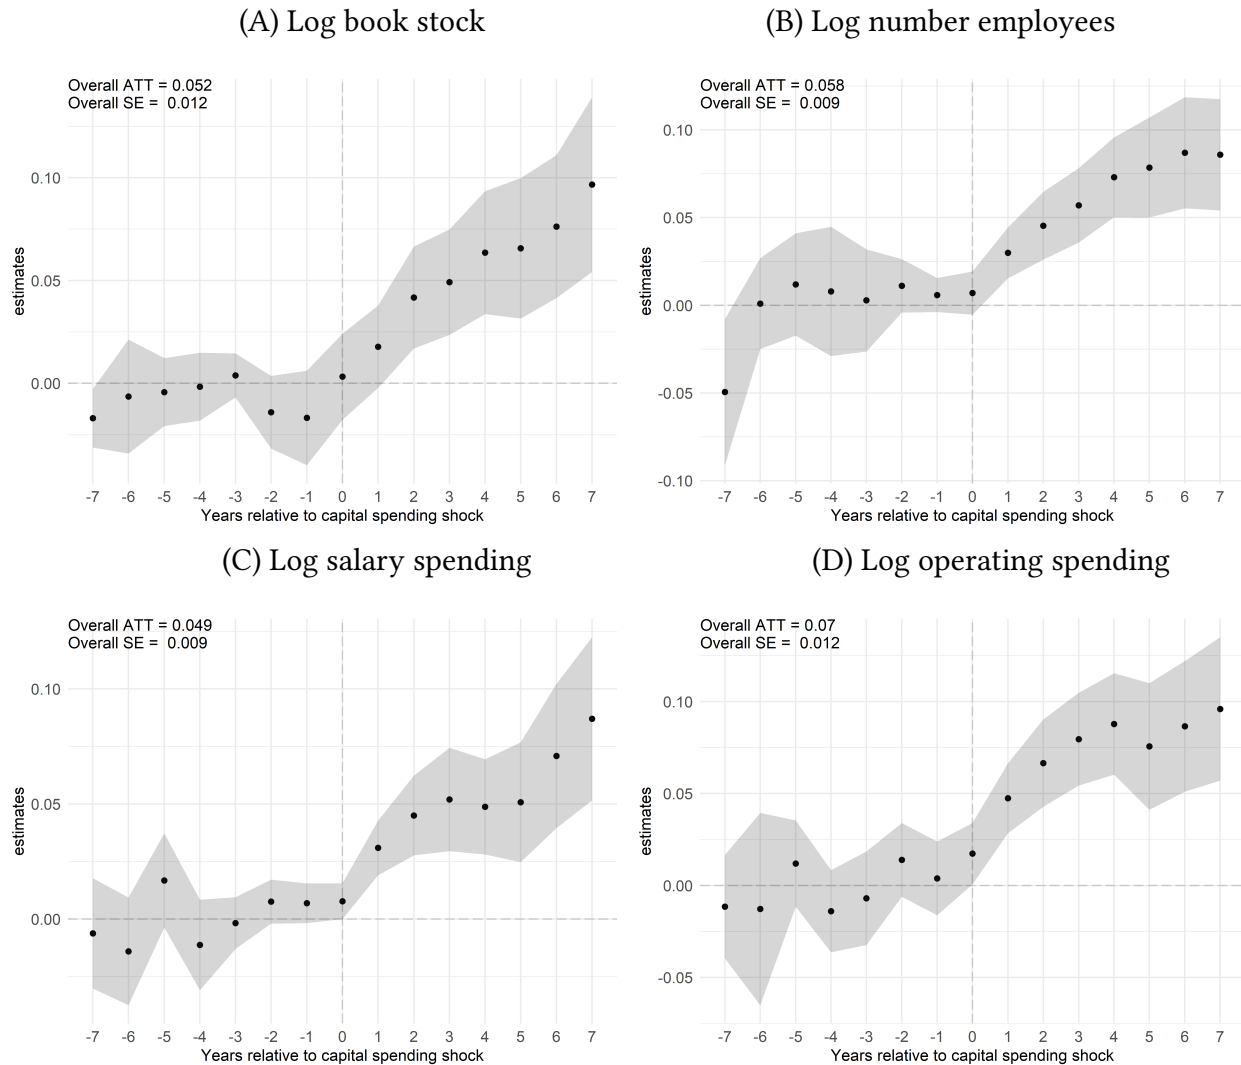 (A) Log book stock
Overall ATT = 0.052
Overall SE =  0.012
0.10
0.05
0.00
estimates
-7 -6 -5 -4 -3 -2 -1 0 1 2 3 4 5 6 7
Years relative to capital spending shock
(B) Log number employees
Overall ATT = 0.058
Overall SE =  0.009
0.10
0.05
0.00
-0.05
-0.10
estimates
-7 -6 -5 -4 -3 -2 -1 0 1 2 3 4 5 6 7
Years relative to capital spending shock
(C) Log salary spending
Overall ATT = 0.049
Overall SE =  0.009
0.10
0.05
0.00
estimates
-7 -6 -5 -4 -3 -2 -1 0 1 2 3 4 5 6 7
Years relative to capital spending shock
(D) Log operating spending
Overall ATT = 0.07
Overall SE =  0.012
0.10
0.05
0.00
-0.05
estimates
-7 -6 -5 -4 -3 -2 -1 0 1 2 3 4 5 6 7
Years relative to capital spending shock